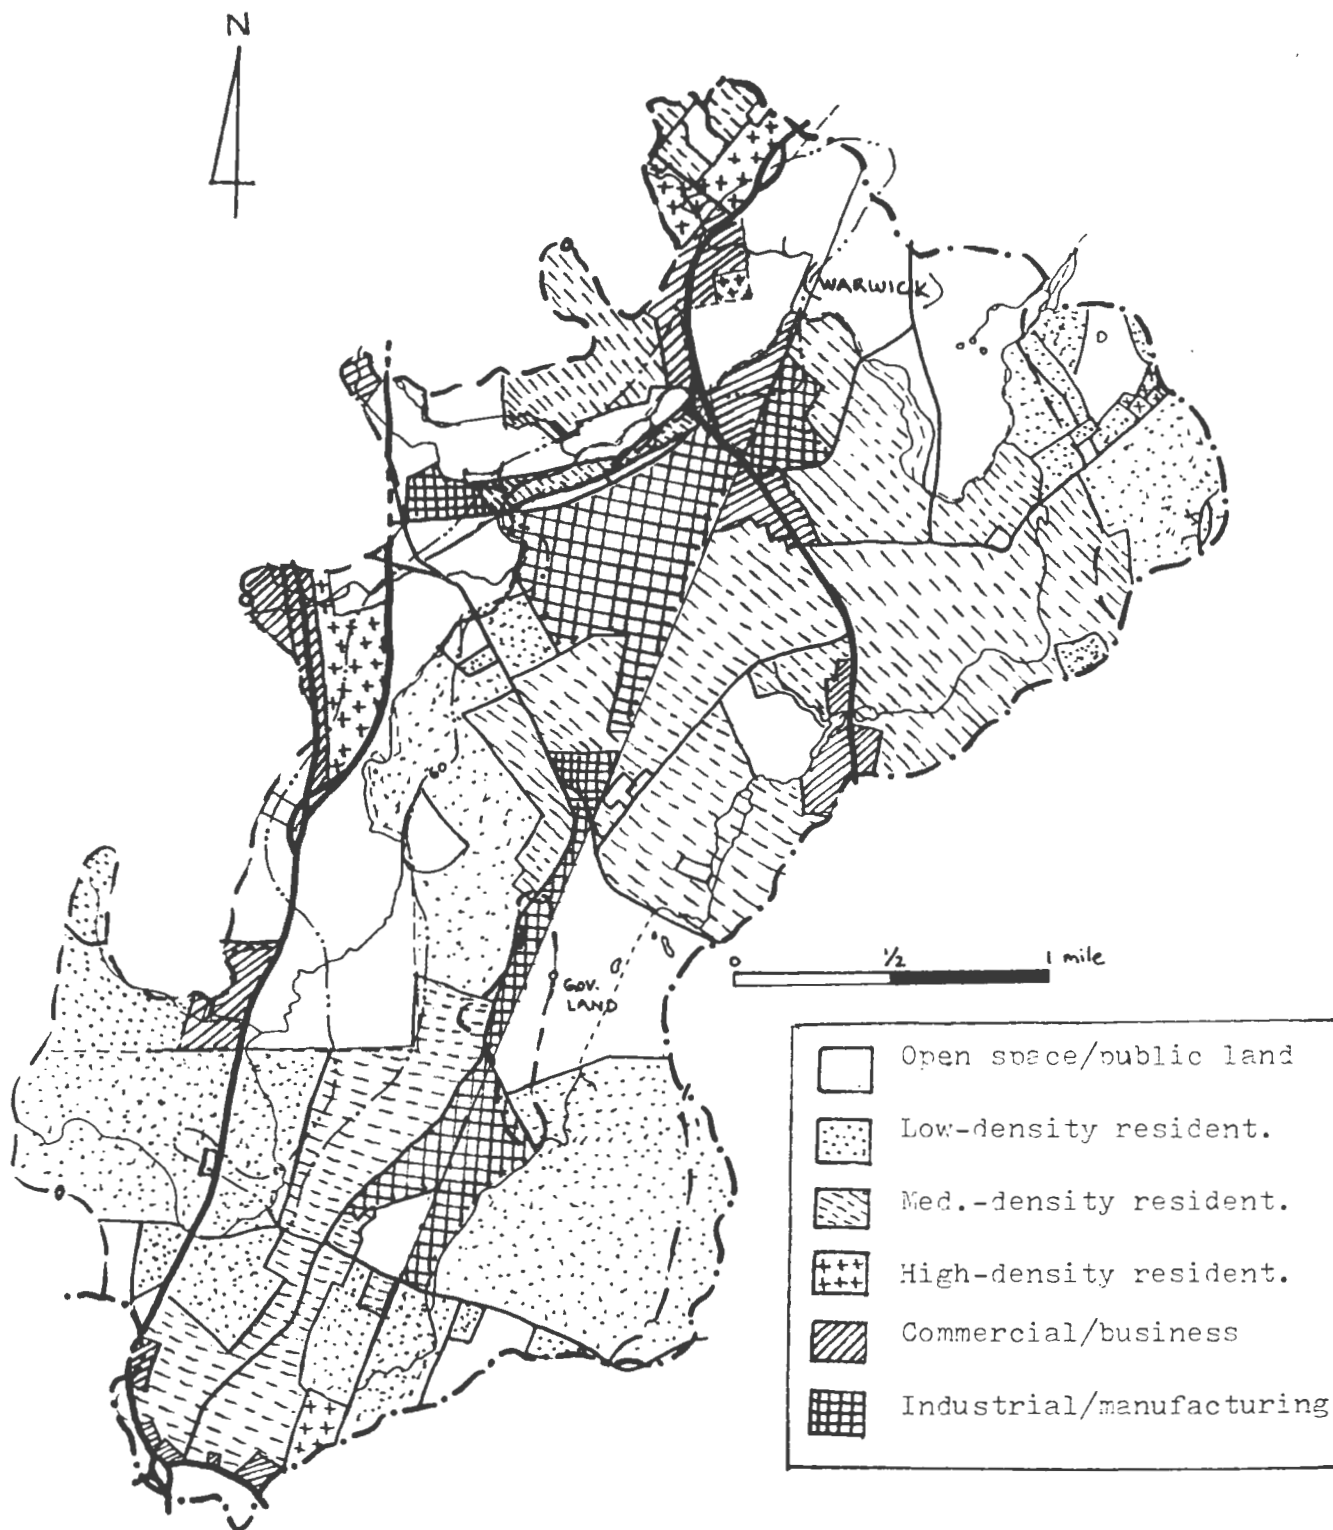 N
WARWICK
60
GOV.
LAND
0 1/2 1 mile
Open space/public land
Low-density resident.
Med.-density resident.
High-density resident.
Commercial/business
Industrial/manufacturing